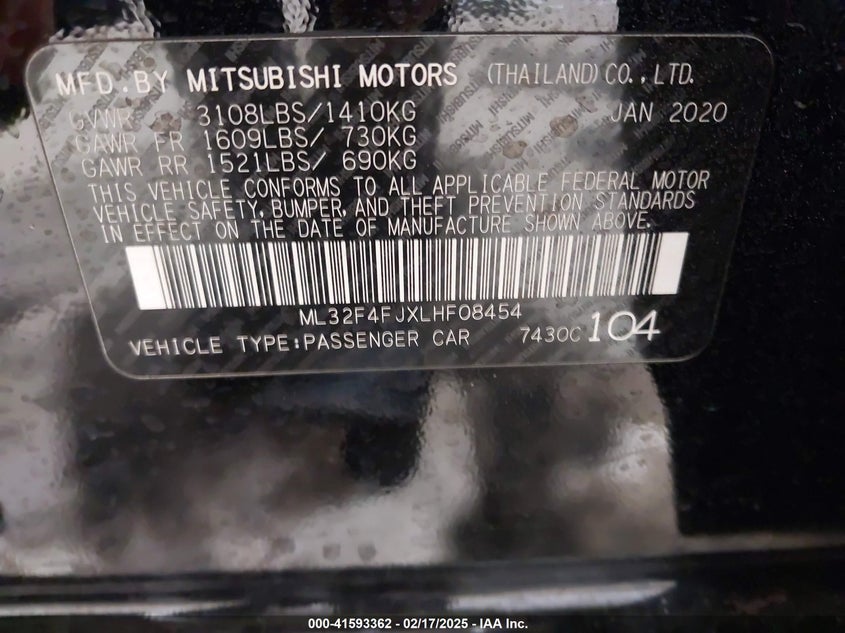 MFD.BY MITSUBISHI MOTORS (THAILAND) CO.,LTD.
GVWR 3108LBS/1410KG JAN 2020
GAWR FR 1609LBS/ 730KG
GAWR RR 1521LBS/ 690KG
THIS VEHICLE CONFORMS TO ALL APPLICABLE FEDERAL MOTOR
VEHICLE SAFETY, BUMPER, AND THEFT PREVENTION STANDARDS
IN EFFECT ON THE DATE OF MANUFACTURE SHOWN ABOVE.
ML32F4FJXLHF08454
VEHICLE TYPE:PASSENGER CAR 7430C 104
000-41593362 - 02/17/2025 - IAA Inc.